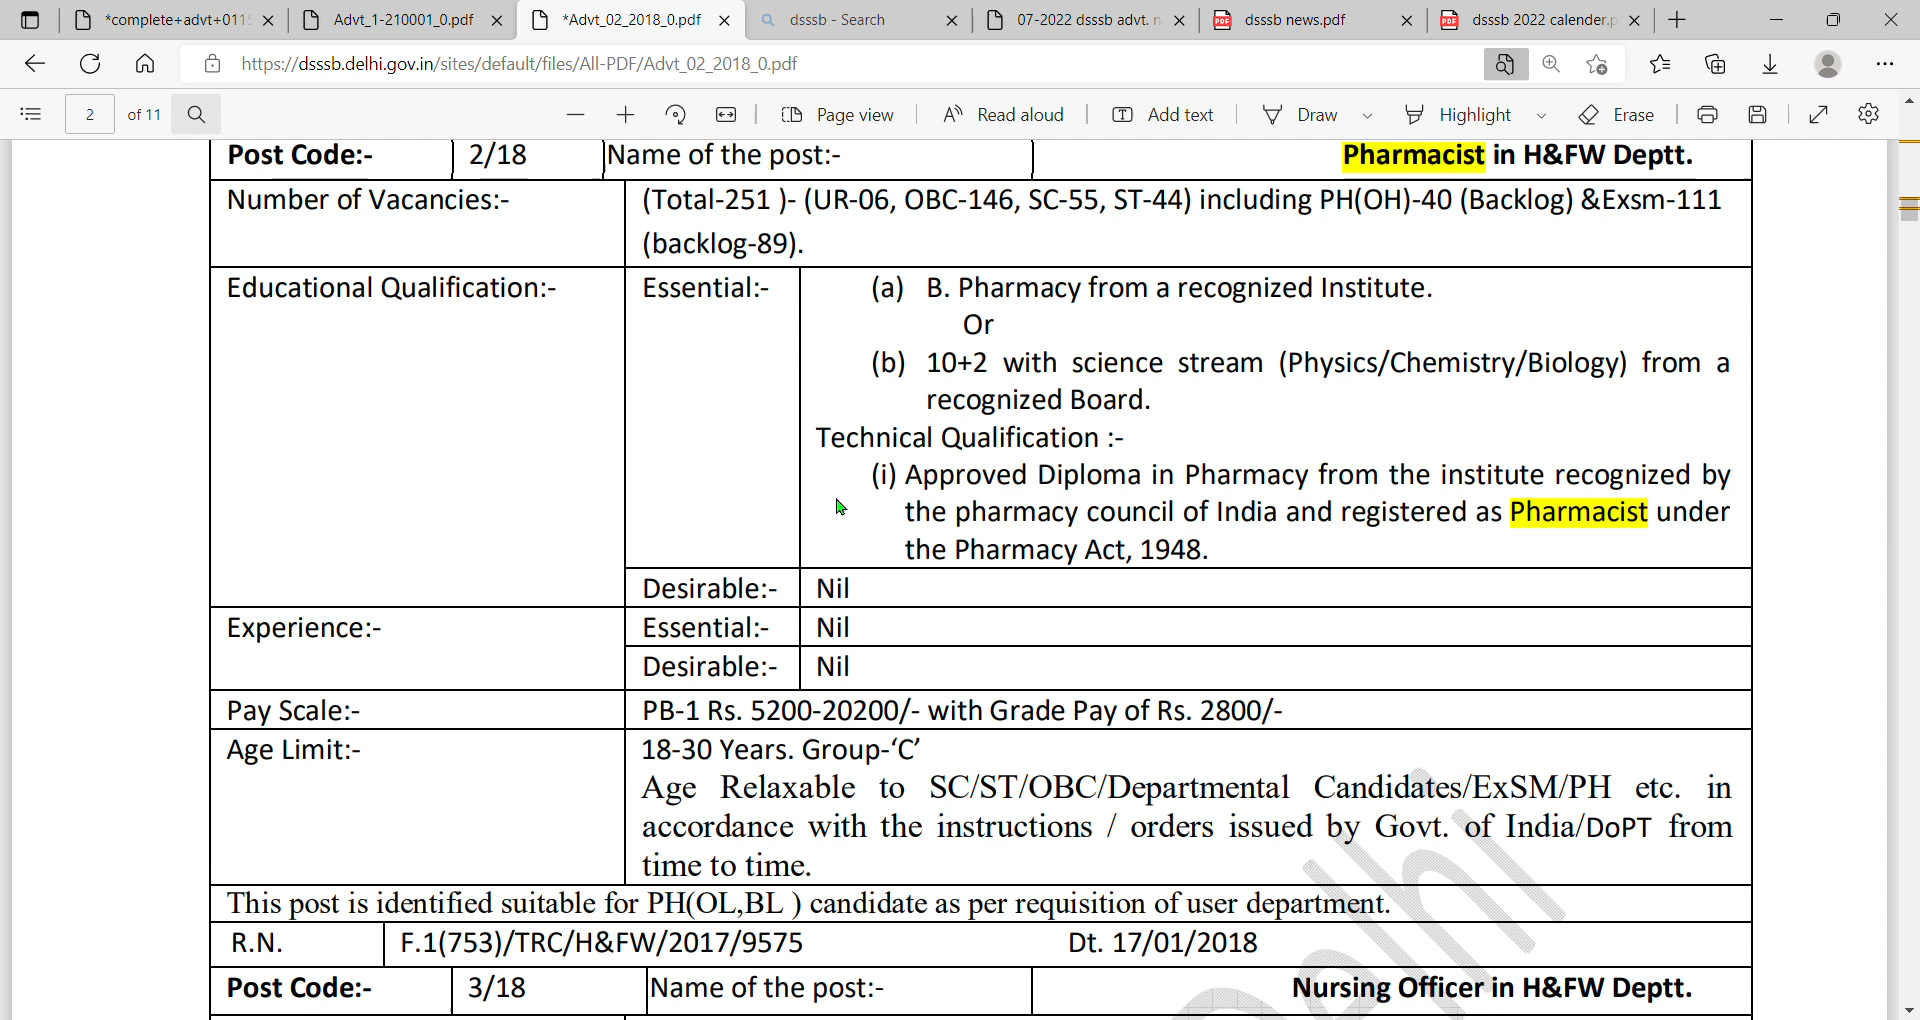 *complete+advt+0115
Advt_1-210001_0.pdf
*Advt_02_2018_0.pdf
dsssb - Search
07-2022 dsssb advt. n
dsssb news.pdf
dsssb 2022 calender.p
https://dsssb.delhi.gov.in/sites/default/files/All-PDF/Advt_02_2018_0.pdf
2 of 11
Page view
Read aloud
Add text
Draw
Highlight
Erase
Post Code:- 2/18 Name of the post:- Pharmacist in H&FW Deptt.
Number of Vacancies:- (Total-251 )- (UR-06, OBC-146, SC-55, ST-44) including PH(OH)-40 (Backlog) &Exsm-111
(backlog-89).
Educational Qualification:- Essential:- (a) B. Pharmacy from a recognized Institute.
Or
(b) 10+2 with science stream (Physics/Chemistry/Biology) from a
recognized Board.
Technical Qualification :-
(i) Approved Diploma in Pharmacy from the institute recognized by
the pharmacy council of India and registered as Pharmacist under
the Pharmacy Act, 1948.
Desirable:- Nil
Experience:- Essential:- Nil
Desirable:- Nil
Pay Scale:- PB-1 Rs. 5200-20200/- with Grade Pay of Rs. 2800/-
Age Limit:- 18-30 Years. Group-‘C’
Age Relaxable to SC/ST/OBC/Departmental Candidates/ExSM/PH etc. in
accordance with the instructions / orders issued by Govt. of India/DoPT from
time to time.
This post is identified suitable for PH(OL,BL ) candidate as per requisition of user department.
R.N. F.1(753)/TRC/H&FW/2017/9575 Dt. 17/01/2018
Post Code:- 3/18 Name of the post:- Nursing Officer in H&FW Deptt.
elhi